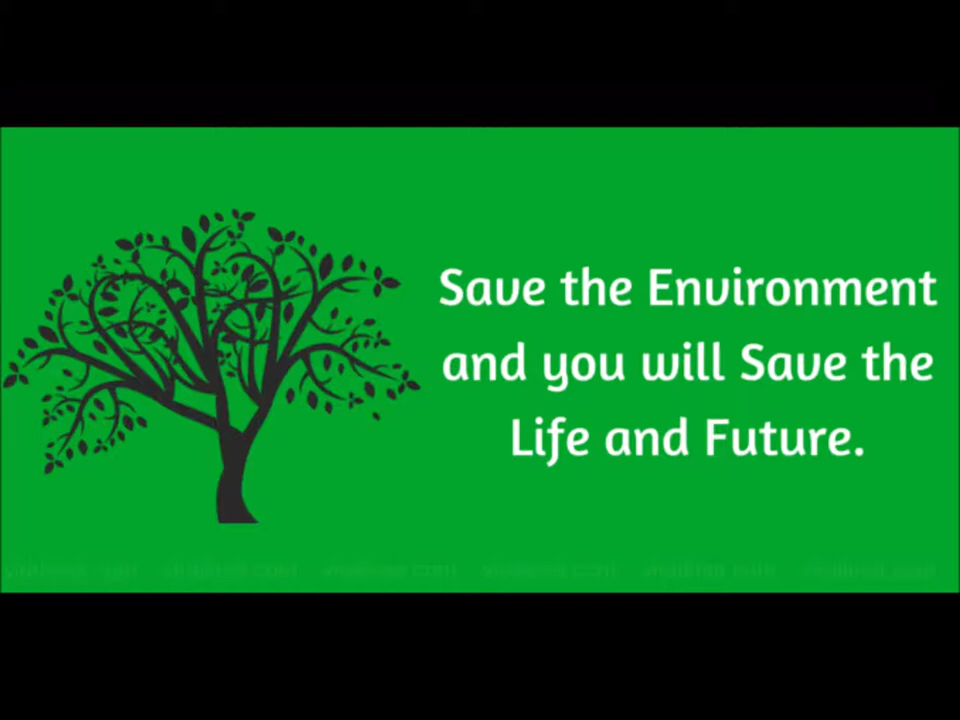 Save the Environment
and you will Save the
Life and Future.